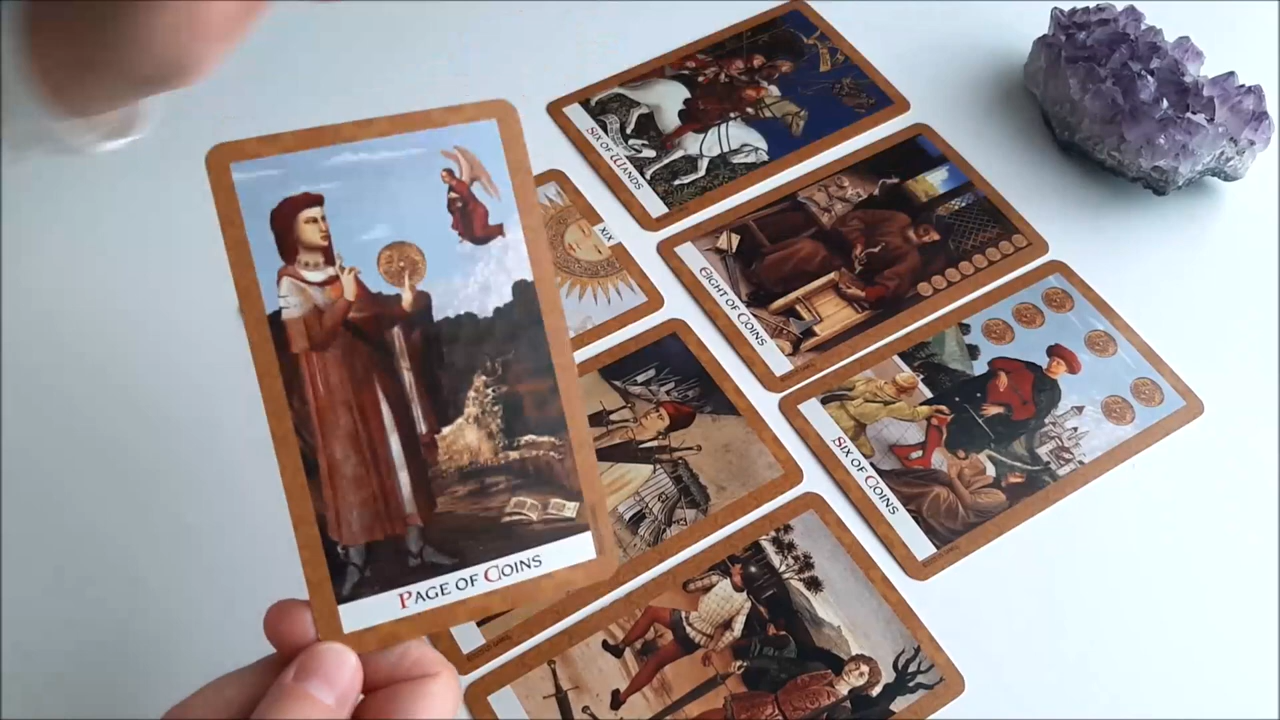 SIX OF WANDS
XIX
EIGHT OF COINS
SIX OF COINS
PAGE OF COINS